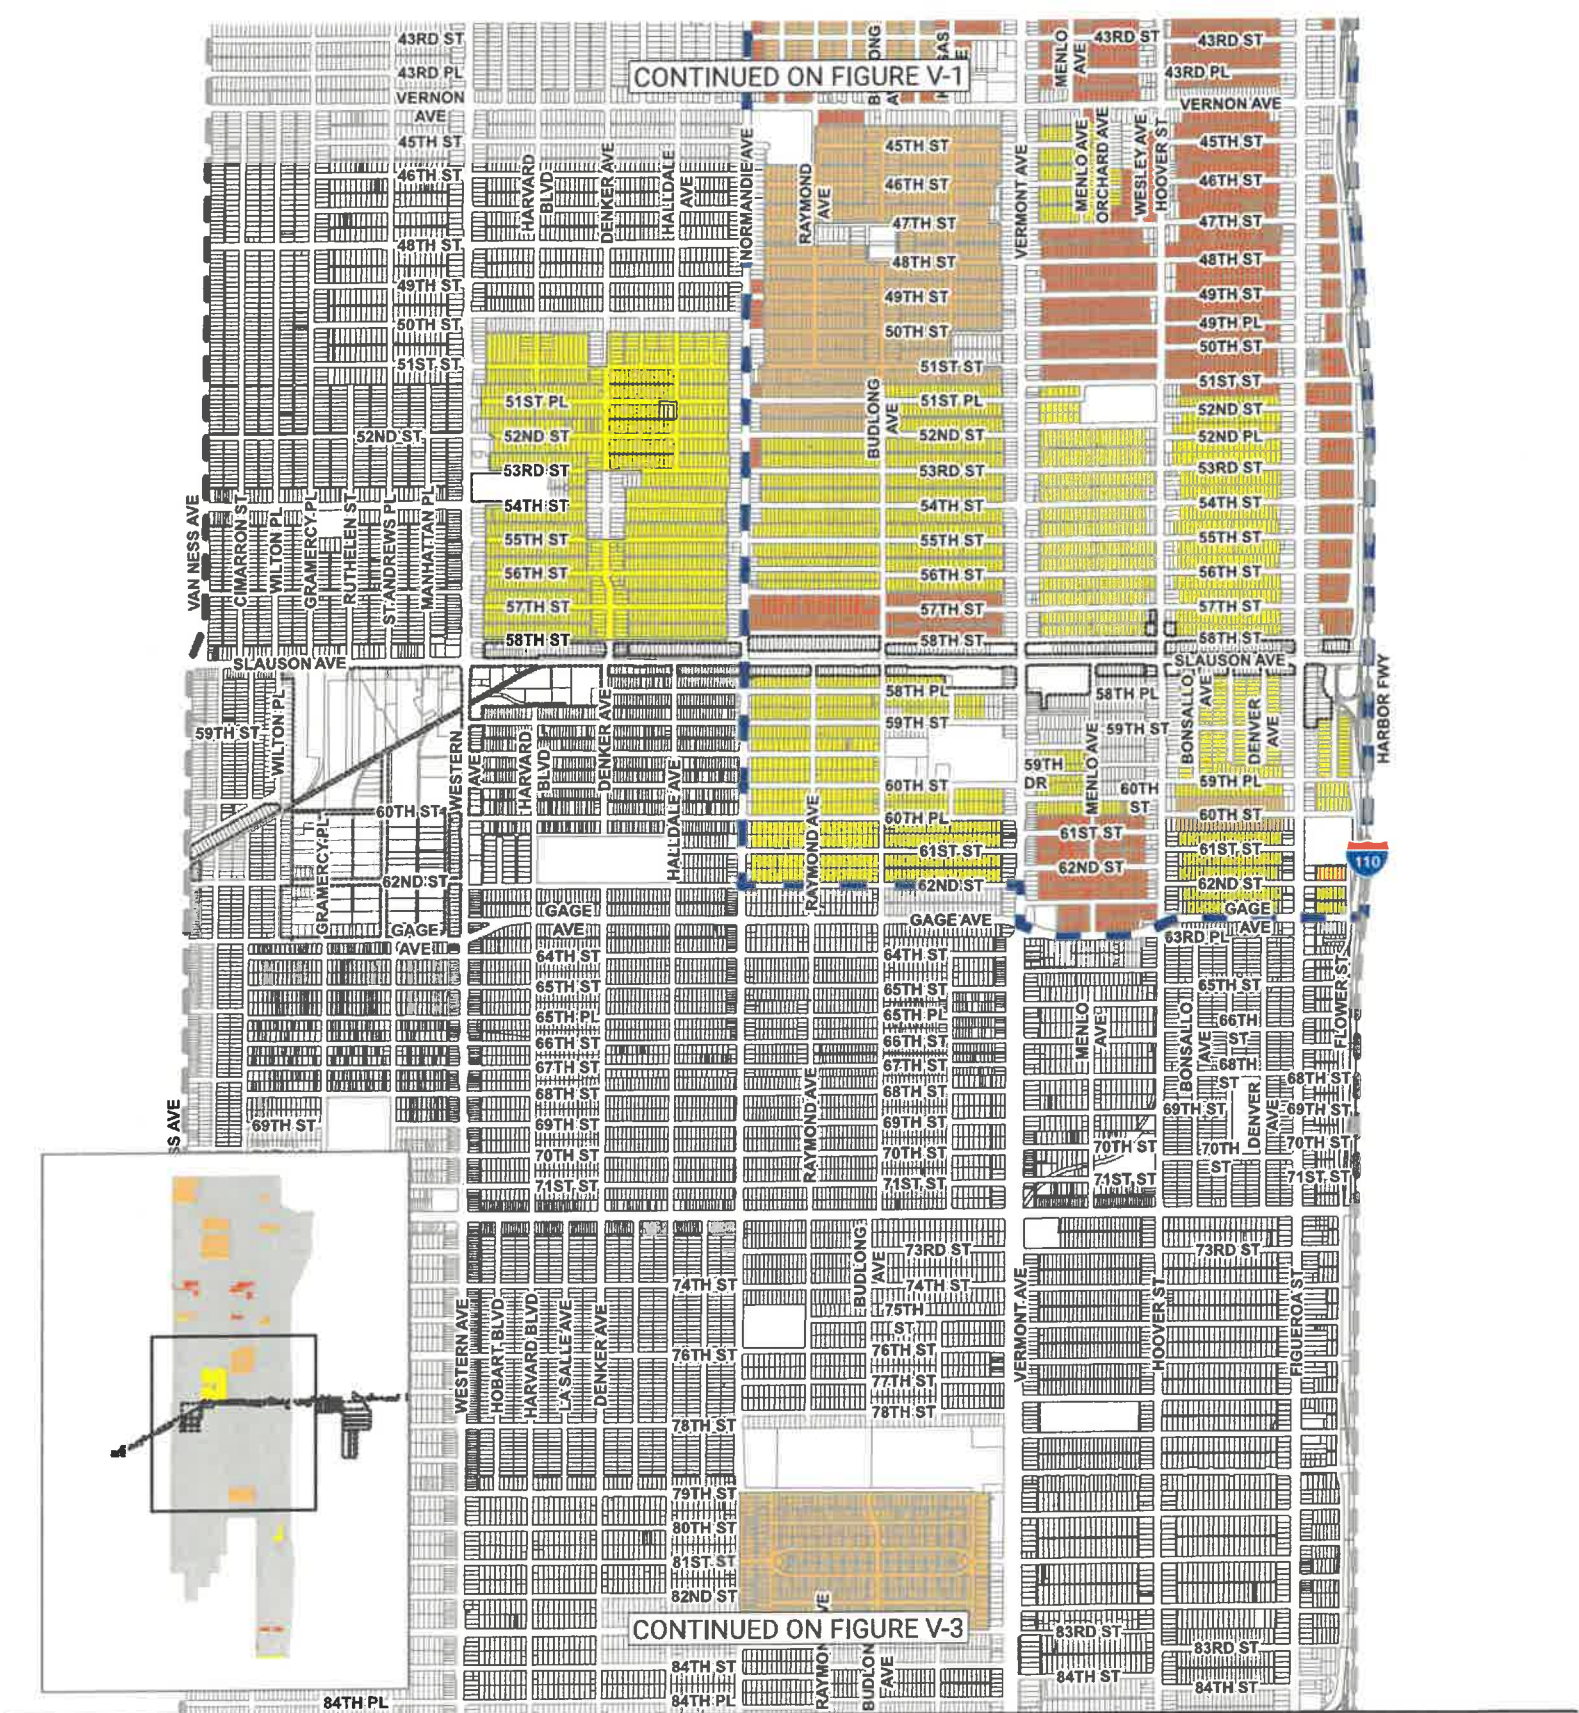 43RD ST
43RD ST
43RD ST
MENLO
AVE
43RD PL
43RD PL
CONTINUED ON FIGURE V-1
VERNON
AVE
VERNON AVE
45TH ST
45TH ST
45TH ST
46TH ST
46TH ST
46TH ST
HARVARD
BLVD
DENKER AVE
HALLDALE
AVE
NORMANDIE AVE
RAYMOND
AVE
VERMONT AVE
MENLO AVE
ORCHARD AVE
WESLEY AVE
HOOVER ST
47TH ST
47TH ST
48TH ST
48TH ST
48TH ST
49TH ST
49TH ST
49TH ST
49TH PL
50TH ST
50TH ST
50TH ST
51ST ST
51ST ST
51ST ST
51ST PL
51ST PL
BUDLONG
AVE
52ND ST
52ND ST
52ND ST
52ND ST
52ND PL
53RD ST
53RD ST
53RD ST
54TH ST
54TH ST
54TH ST
55TH ST
55TH ST
55TH ST
56TH ST
56TH ST
56TH ST
57TH ST
57TH ST
57TH ST
58TH ST
58TH ST
58TH ST
VAN NESS AVE
CIMARRON ST
WILTON PL
GRAMERCY PL
RUTHELEN ST
ST ANDREWS PL
MANHATTAN PL
SLAUSON AVE
SLAUSON AVE
58TH PL
58TH PL
59TH ST
59TH ST
59TH ST
WILTON PL
WESTERN
AVE
HARVARD
BLVD
DENKER AVE
HALLDALE AVE
59TH
DR
MENLO AVE
BONSALLO
AVE
DENVER
AVE
HARBOR FWY
59TH PL
60TH ST
60TH ST
60TH
ST
60TH PL
60TH ST
RAYMOND AVE
61ST ST
61ST ST
61ST ST
110
62ND ST
62ND ST
62ND ST
62ND ST
GRAMERCY PL
GAGE
AVE
GAGE
AVE
GAGE AVE
GAGE
AVE
63RD PL
64TH ST
64TH ST
65TH ST
65TH ST
65TH ST
65TH PL
65TH PL
66TH ST
66TH ST
66TH
ST
67TH ST
67TH ST
68TH ST
68TH ST
68TH
ST
68TH ST
MENLO
AVE
BONSALLO
AVE
FLOWER ST
RAYMOND AVE
69TH ST
69TH ST
69TH ST
69TH ST
69TH ST
DENVER
AVE
70TH ST
70TH ST
70TH ST
70TH
ST
70TH ST
71ST ST
71ST ST
71ST ST
71ST ST
SS AVE
BUDLONG
AVE
73RD ST
73RD ST
74TH ST
74TH ST
75TH
ST
76TH ST
76TH ST
77TH ST
78TH ST
78TH ST
WESTERN AVE
HOBART BLVD
HARVARD BLVD
LA SALLE AVE
DENKER AVE
VERMONT AVE
HOOVER ST
FIGUEROA ST
79TH ST
80TH ST
81ST ST
82ND ST
CONTINUED ON FIGURE V-3
83RD ST
83RD ST
84TH ST
84TH ST
84TH ST
84TH PL
84TH PL
AVE